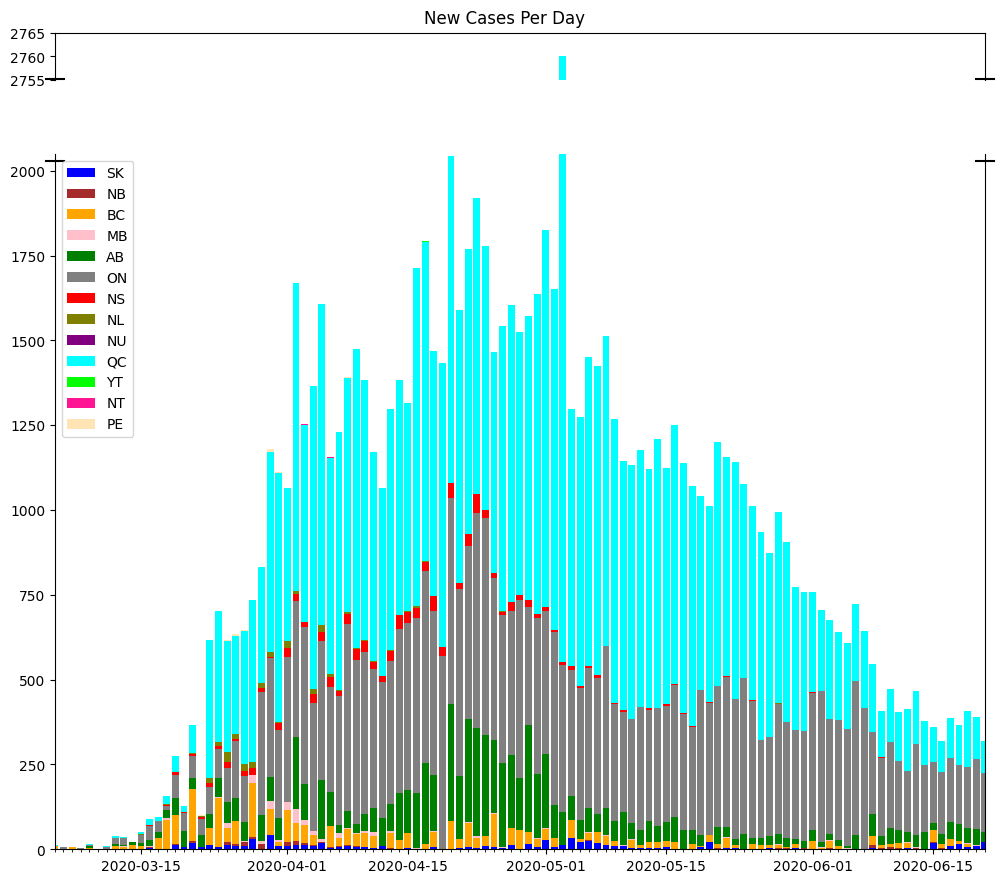 New Cases Per Day
2765
2760
2755
2000
1750
1500
1250
1000
750
500
250
0
SK
NB
BC
MB
AB
ON
NS
NL
NU
QC
YT
NT
PE
2020-03-15 2020-04-01 2020-04-15 2020-05-01 2020-05-15 2020-06-01 2020-06-15